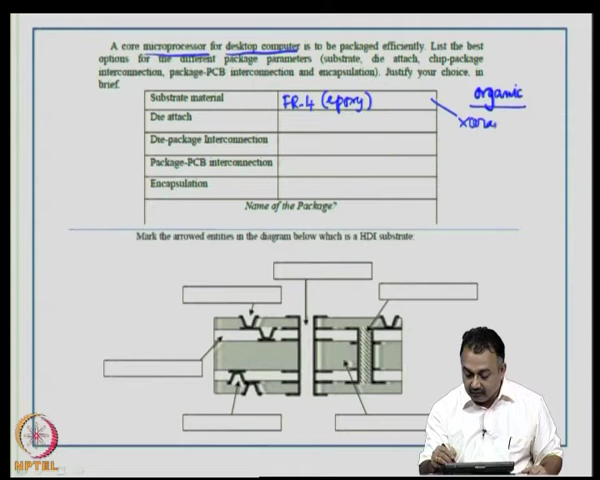 A core microprocessor for desktop computer is to be packaged efficiently. List the best
options for the different package parameters (substrate, die attach, chip-package
interconnection, package-PCB interconnection and encapsulation). Justify your choice, in
brief.
Substrate material FR-4 (epoxy)
organic
Die attach
Die-package Interconnection
Package-PCB interconnection
Encapsulation
Name of the Package?
Mark the arrowed entities in the diagram below which is a HDI substrate:
NPTEL